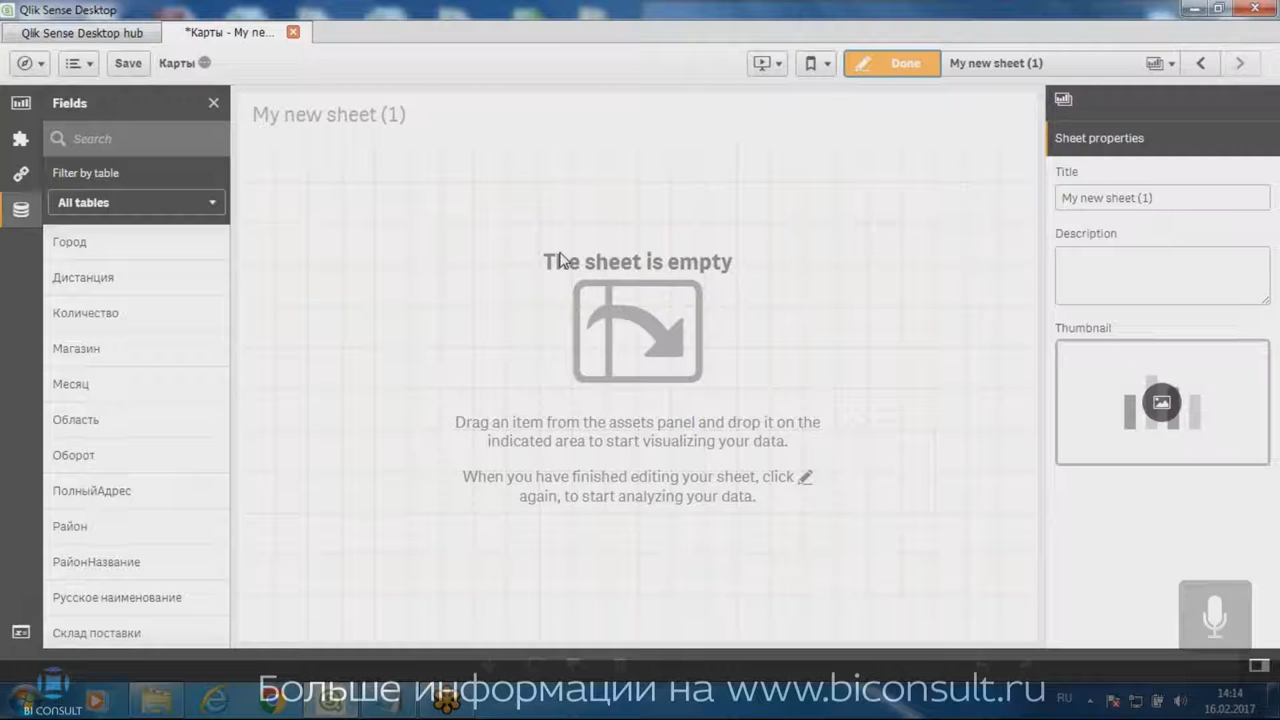 Qlik Sense Desktop
Qlik Sense Desktop hub
*Карты - My ne...
Save
Карты
Done
My new sheet (1)
Fields
Search
Filter by table
All tables
Город
Дистанция
Количество
Магазин
Месяц
Область
Оборот
ПолныйАдрес
Район
РайонНазвание
Русское наименование
Склад поставки
My new sheet (1)
The sheet is empty
Drag an item from the assets panel and drop it on the
indicated area to start visualizing your data.
When you have finished editing your sheet, click
again, to start analyzing your data.
Sheet properties
Title
My new sheet (1)
Description
Thumbnail
BI CONSULT
Больше информации на www.biconsult.ru
RU
14:14
16.02.2017